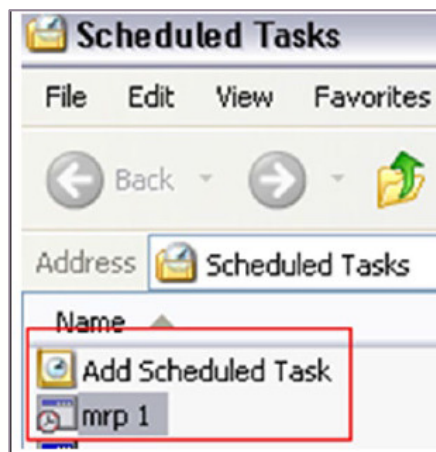 Scheduled Tasks
File Edit View Favorites
Back
Address Scheduled Tasks
Name
Add Scheduled Task
mrp 1